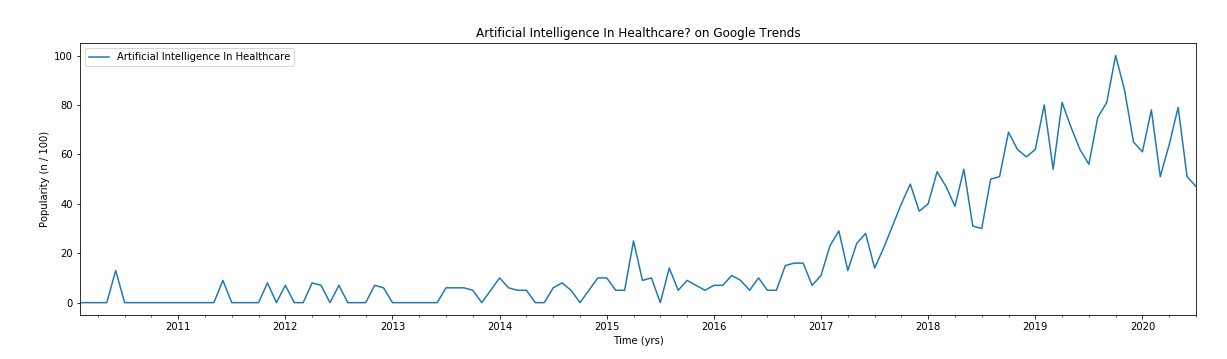 Artificial Intelligence In Healthcare? on Google Trends
Artificial Intelligence In Healthcare
100
80
60
40
20
0
Popularity (n / 100)
2011 2012 2013 2014 2015 2016 2017 2018 2019 2020
Time (yrs)